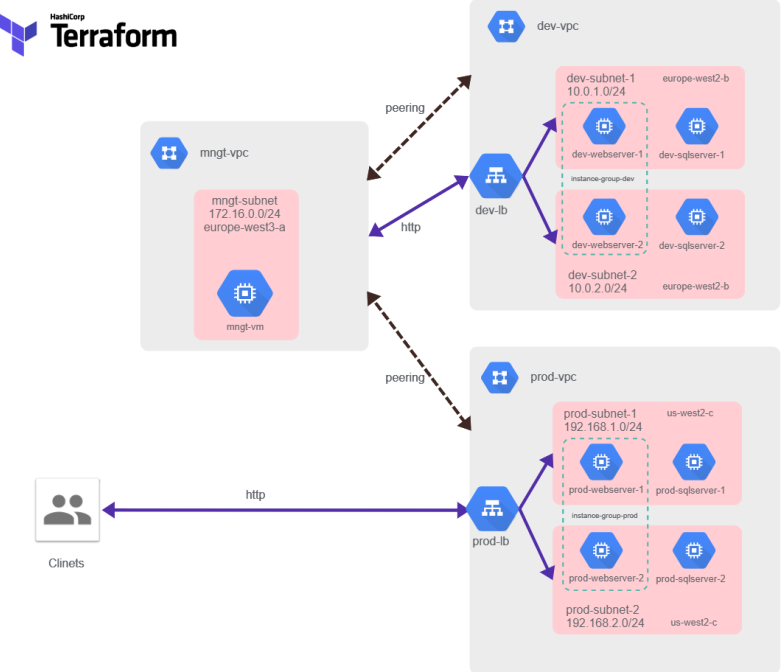 HashiCorp
Terraform
dev-vpc
dev-subnet-1
10.0.1.0/24
europe-west2-b
dev-webserver-1
dev-sqlserver-1
instance-group-dev
dev-webserver-2
dev-sqlserver-2
dev-subnet-2
10.0.2.0/24
europe-west2-b
dev-lb
peering
http
mngt-vpc
mngt-subnet
172.16.0.0/24
europe-west3-a
mngt-vm
peering
prod-vpc
prod-subnet-1
192.168.1.0/24
us-west2-c
prod-webserver-1
prod-sqlserver-1
instance-group-prod
prod-webserver-2
prod-sqlserver-2
prod-subnet-2
192.168.2.0/24
us-west2-c
prod-lb
http
Clinets